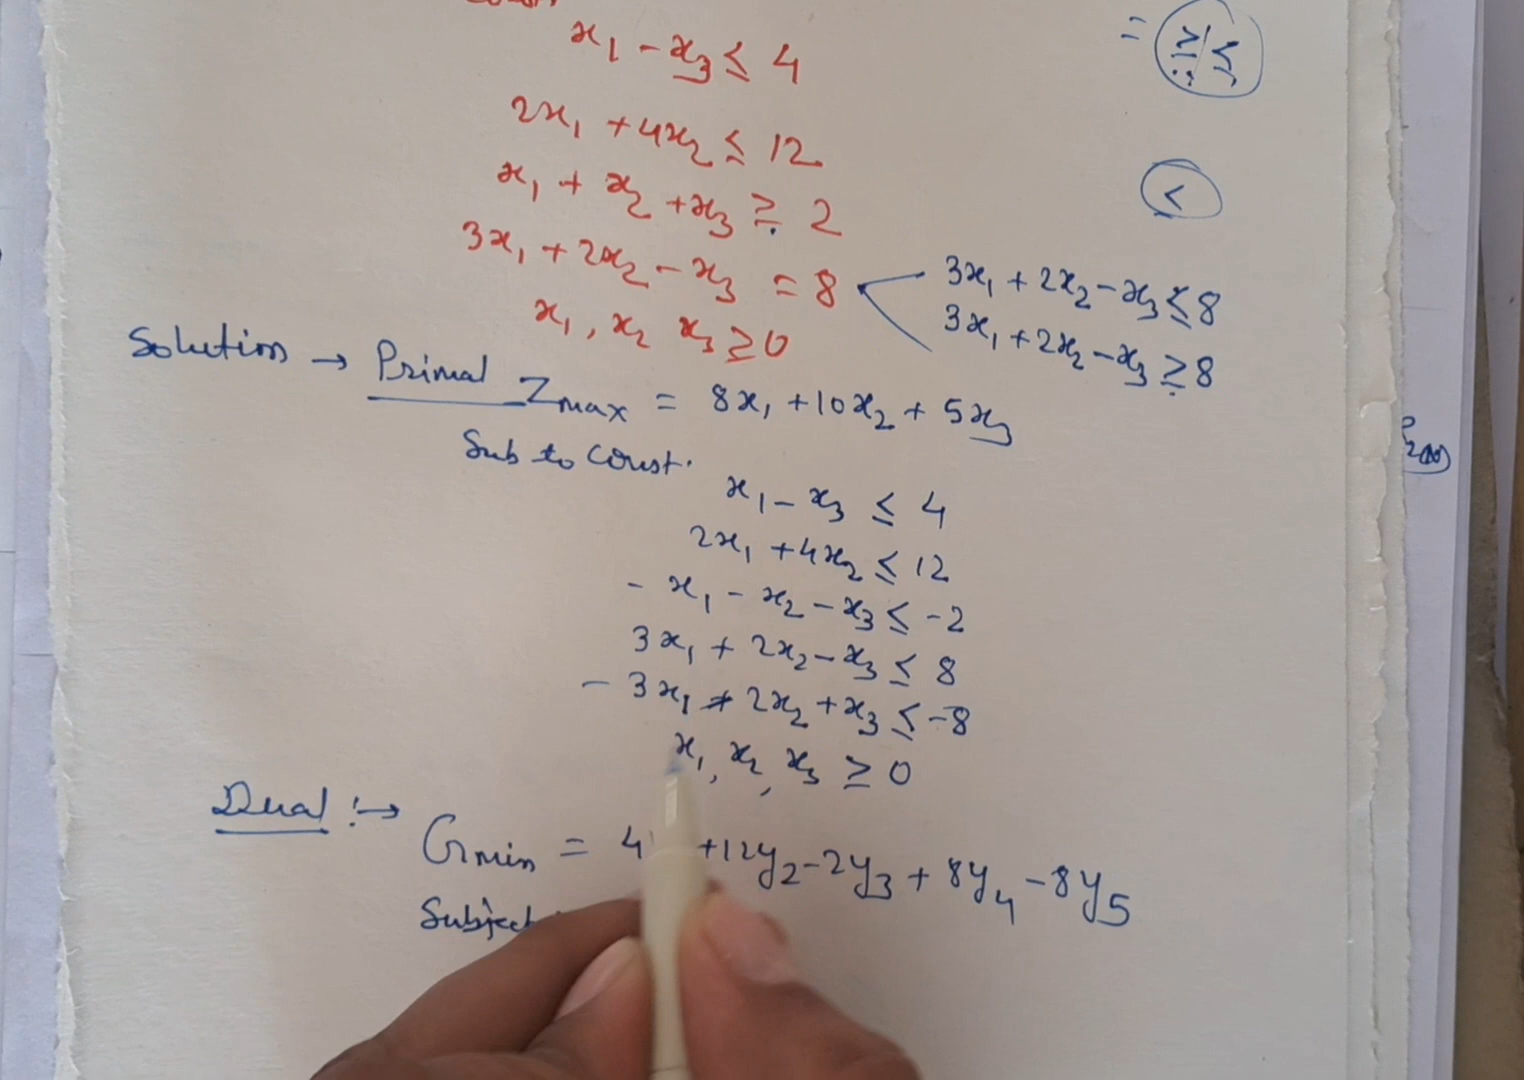 x₁ - x₃ ≤ 4
= ≥/≤
2x₁ + 4x₂ ≤ 12
x₁ + x₂ + x₃ ≥ 2
<
3x₁ + 2x₂ - x₃ = 8
3x₁ + 2x₂ - x₃ ≤ 8
3x₁ + 2x₂ - x₃ ≥ 8
x₁, x₂ x₃ ≥ 0
Solution → Primal Zmax = 8x₁ + 10x₂ + 5x₃
Sub to Const.
x₁ - x₃ ≤ 4
2x₁ + 4x₂ ≤ 12
- x₁ - x₂ - x₃ ≤ -2
3x₁ + 2x₂ - x₃ ≤ 8
- 3x₁ - 2x₂ + x₃ ≤ -8
x₁, x₂, x₃ ≥ 0
Dual :→
Gmin = 4 + 12y₂ - 2y₃ + 8y₄ - 8y₅
Subject